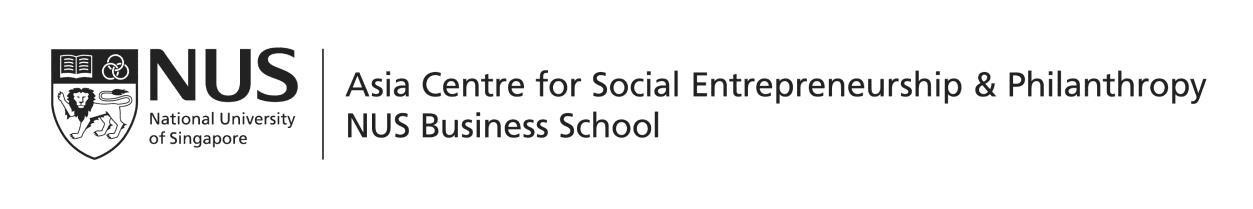 NUS
National University
of Singapore
Asia Centre for Social Entrepreneurship & Philanthropy
NUS Business School